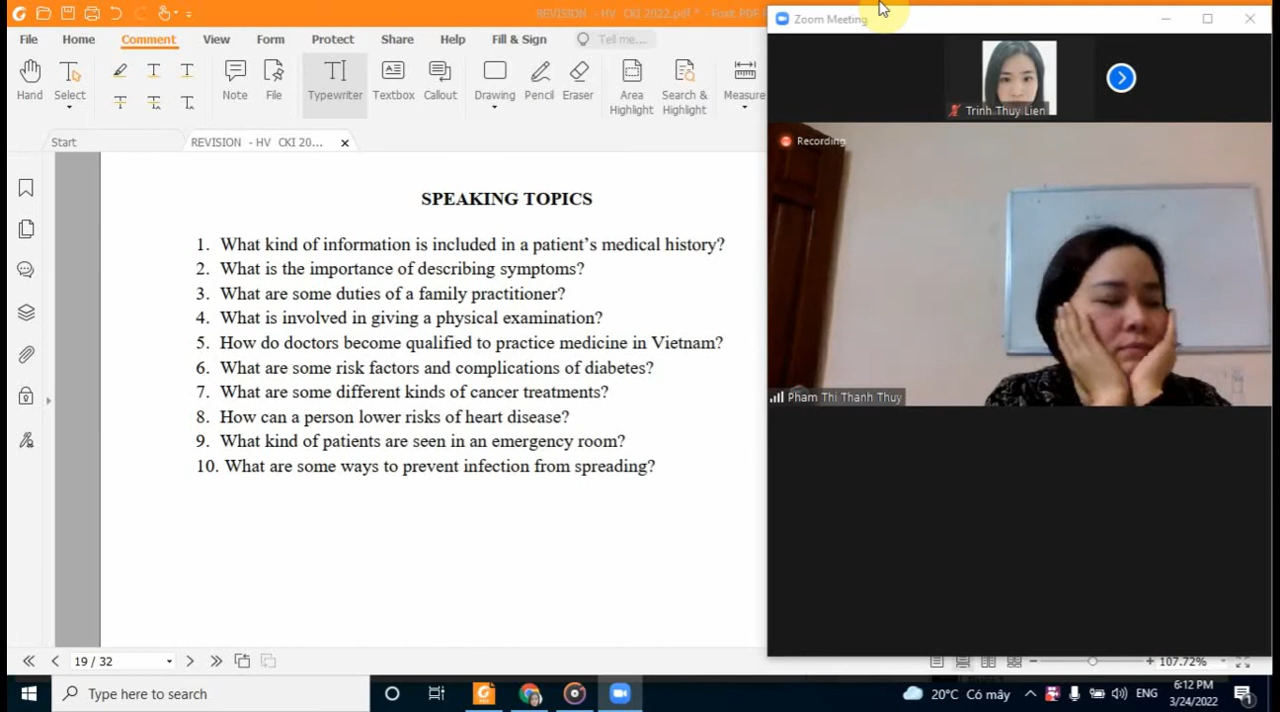 REVISION - HV CKI 2022.pdf * - Foxit PDF
Zoom Meeting
File Home Comment View Form Protect Share Help Fill & Sign Tell me...
Hand Select Note File Typewriter Textbox Callout Drawing Pencil Eraser Area Highlight Search & Highlight Measure
Trinh Thuy Lien
Start REVISION - HV CKI 20...
Recording
SPEAKING TOPICS
1. What kind of information is included in a patient’s medical history?
2. What is the importance of describing symptoms?
3. What are some duties of a family practitioner?
4. What is involved in giving a physical examination?
5. How do doctors become qualified to practice medicine in Vietnam?
6. What are some risk factors and complications of diabetes?
7. What are some different kinds of cancer treatments?
8. How can a person lower risks of heart disease?
9. What kind of patients are seen in an emergency room?
10. What are some ways to prevent infection from spreading?
Pham Thi Thanh Thuy
19 / 32
107.72%
Type here to search
20°C Có mây
ENG
6:12 PM
3/24/2022
1